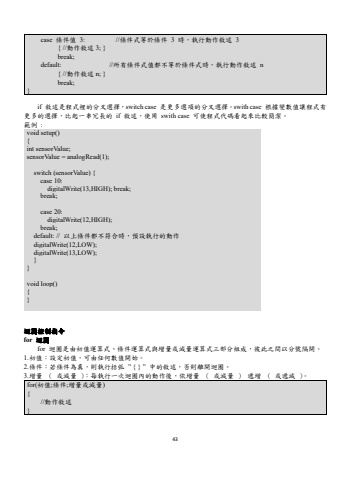 case 條件值 3: //條件式等於條件 3 時，執行動作敘述 3
{ //動作敘述 3; }
break;
default: //所有條件式值都不等於條件式時，執行動作敘述 n
{ //動作敘述 n; }
break;
}
if 敘述是程式裡的分叉選擇，switch case 是更多選項的分叉選擇，swith case 根據變數值讓程式有
更多的選擇，比起一串冗長的 if 敘述，使用 swith case 可使程式代碼看起來比較簡潔。
範例：
void setup()
{
int sensorValue;
sensorValue = analogRead(1);
switch (sensorValue) {
case 10:
digitalWrite(13,HIGH); break;
break;
case 20:
digitalWrite(12,HIGH);
break;
default: // 以上條件都不符合時，預設執行的動作
digitalWrite(12,LOW);
digitalWrite(13,LOW);
}
}
void loop()
{
}
迴圈控制指令
for 迴圈
for 迴圈是由初值運算式、條件運算式與增量或減量運算式三部分組成，彼此之間以分號隔開。
1.初值：設定初值，可由任何數值開始。
2.條件：若條件為真，則執行括弧 " { } " 中的敘述，否則離開迴圈。
3.增量 ( 或減量 )：每執行一次迴圈內的動作後，依增量 ( 或減量 ) 遞增 ( 或遞減 )。
for(初值;條件;增量或減量)
{
//動作敘述
}
43